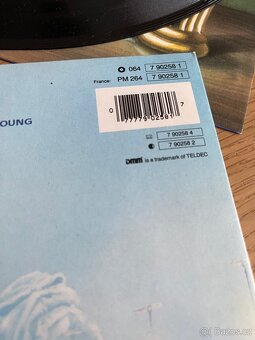 064 7 90258 1
France: PM 264 7 90258 1
0 77779 02581 7
OUNG
7 90258 4
7 90258 2
dmm is a trademark of TELDEC
bazos.cz